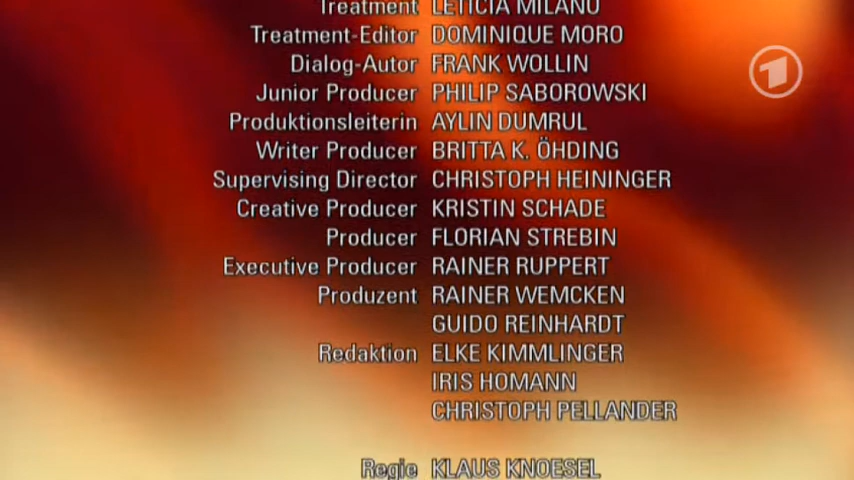 Treatment LETICIA MILANO
Treatment-Editor DOMINIQUE MORO
Dialog-Autor FRANK WOLLIN
1
Junior Producer PHILIP SABOROWSKI
Produktionsleiterin AYLIN DUMRUL
Writer Producer BRITTA K. ÖHDING
Supervising Director CHRISTOPH HEININGER
Creative Producer KRISTIN SCHADE
Producer FLORIAN STREBIN
Executive Producer RAINER RUPPERT
Produzent RAINER WEMCKEN
GUIDO REINHARDT
Redaktion ELKE KIMMLINGER
IRIS HOMANN
CHRISTOPH PELLANDER
Regie KLAUS KNOESEL